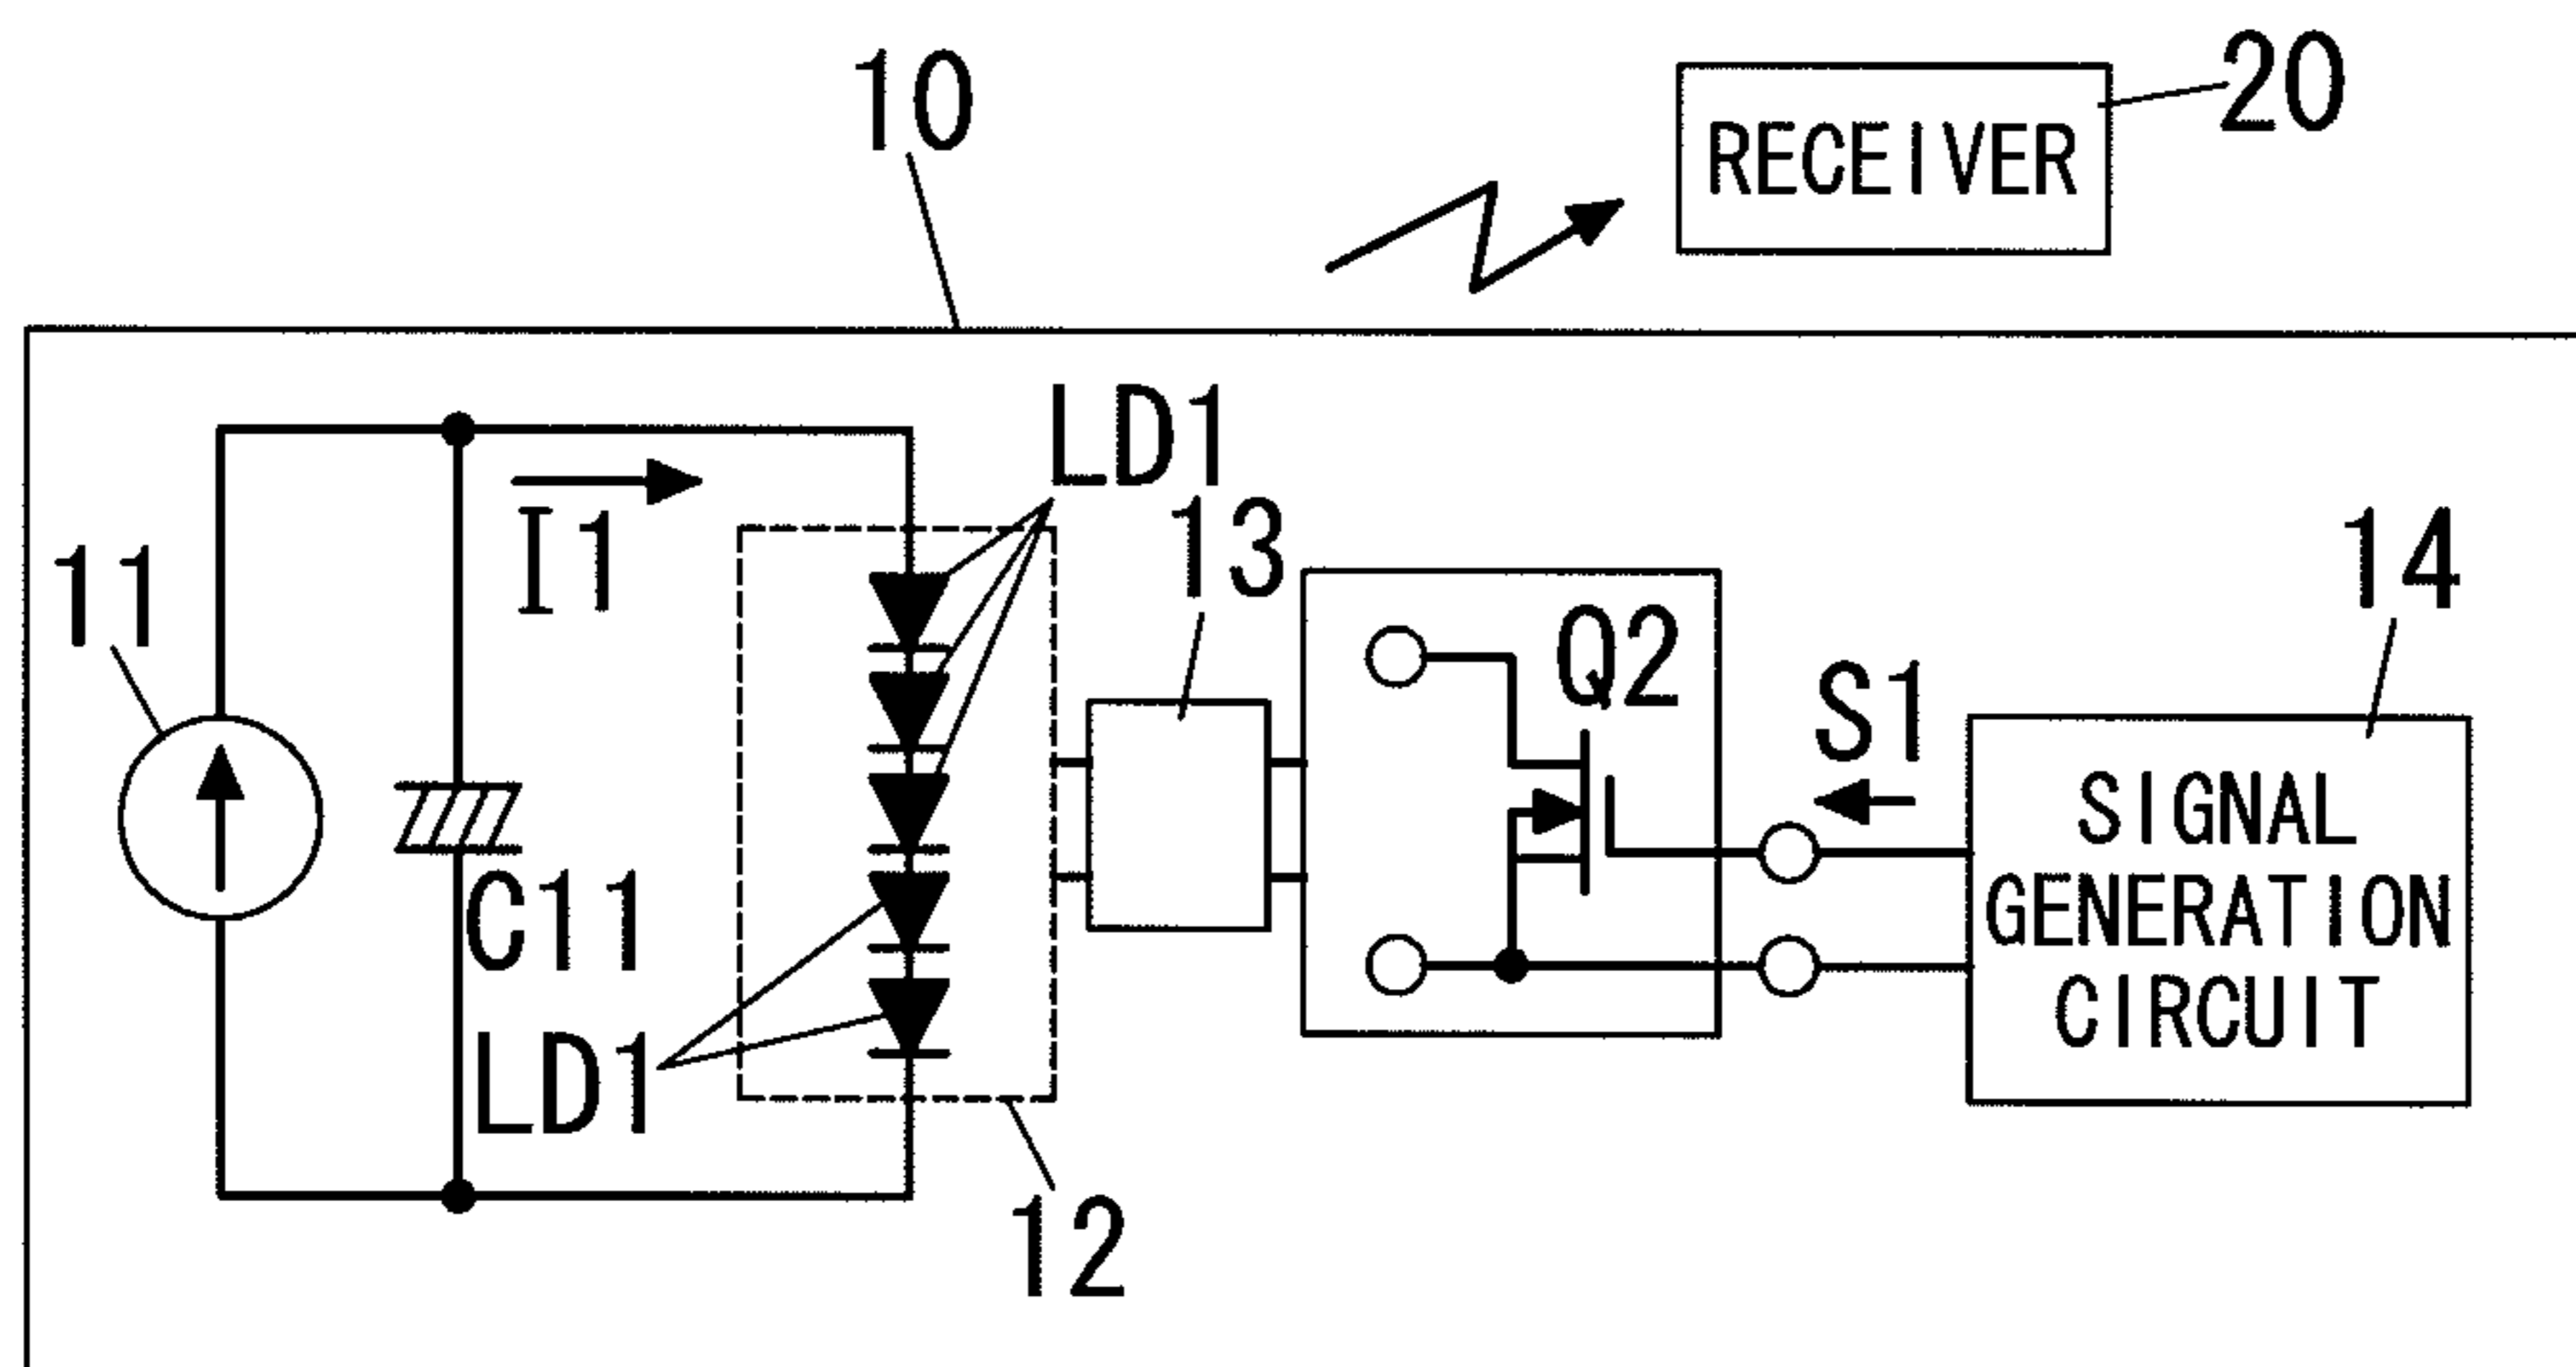 10
RECEIVER
20
LD1
I1
13
11
Q2
14
S1
SIGNAL
GENERATION
CIRCUIT
C11
LD1
12